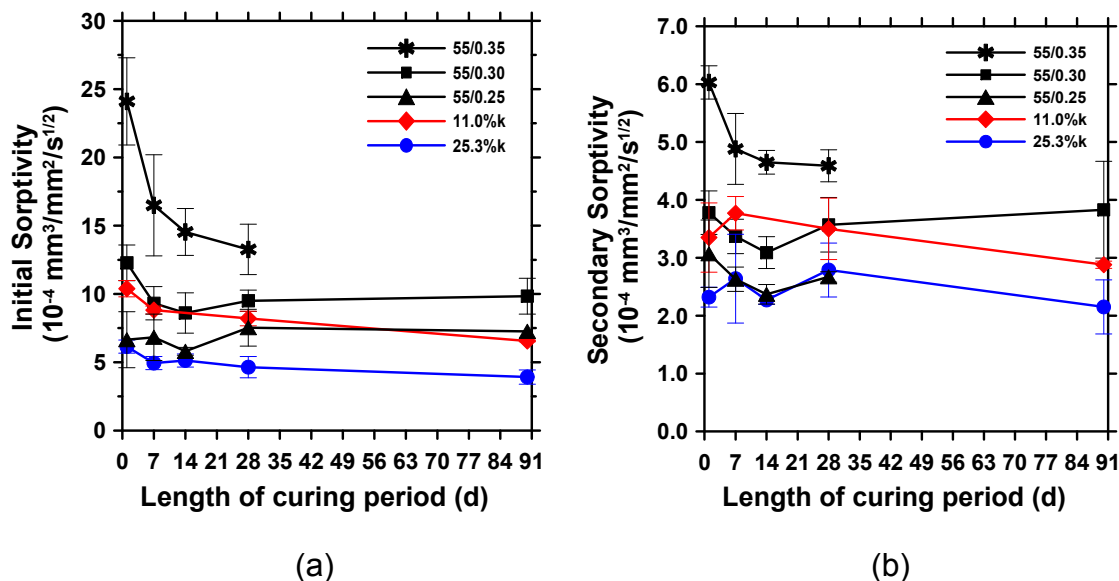 30
25
20
15
10
5
0
Initial Sorptivity
(10⁻⁴ mm³/mm²/s¹ᐟ²)
55/0.35
55/0.30
55/0.25
11.0%k
25.3%k
0 7 14 21 28 35 42 49 56 63 70 77 84 91
Length of curing period (d)
(a)
7.0
6.0
5.0
4.0
3.0
2.0
1.0
0.0
Secondary Sorptivity
(10⁻⁴ mm³/mm²/s¹ᐟ²)
55/0.35
55/0.30
55/0.25
11.0%k
25.3%k
0 7 14 21 28 35 42 49 56 63 70 77 84 91
Length of curing period (d)
(b)